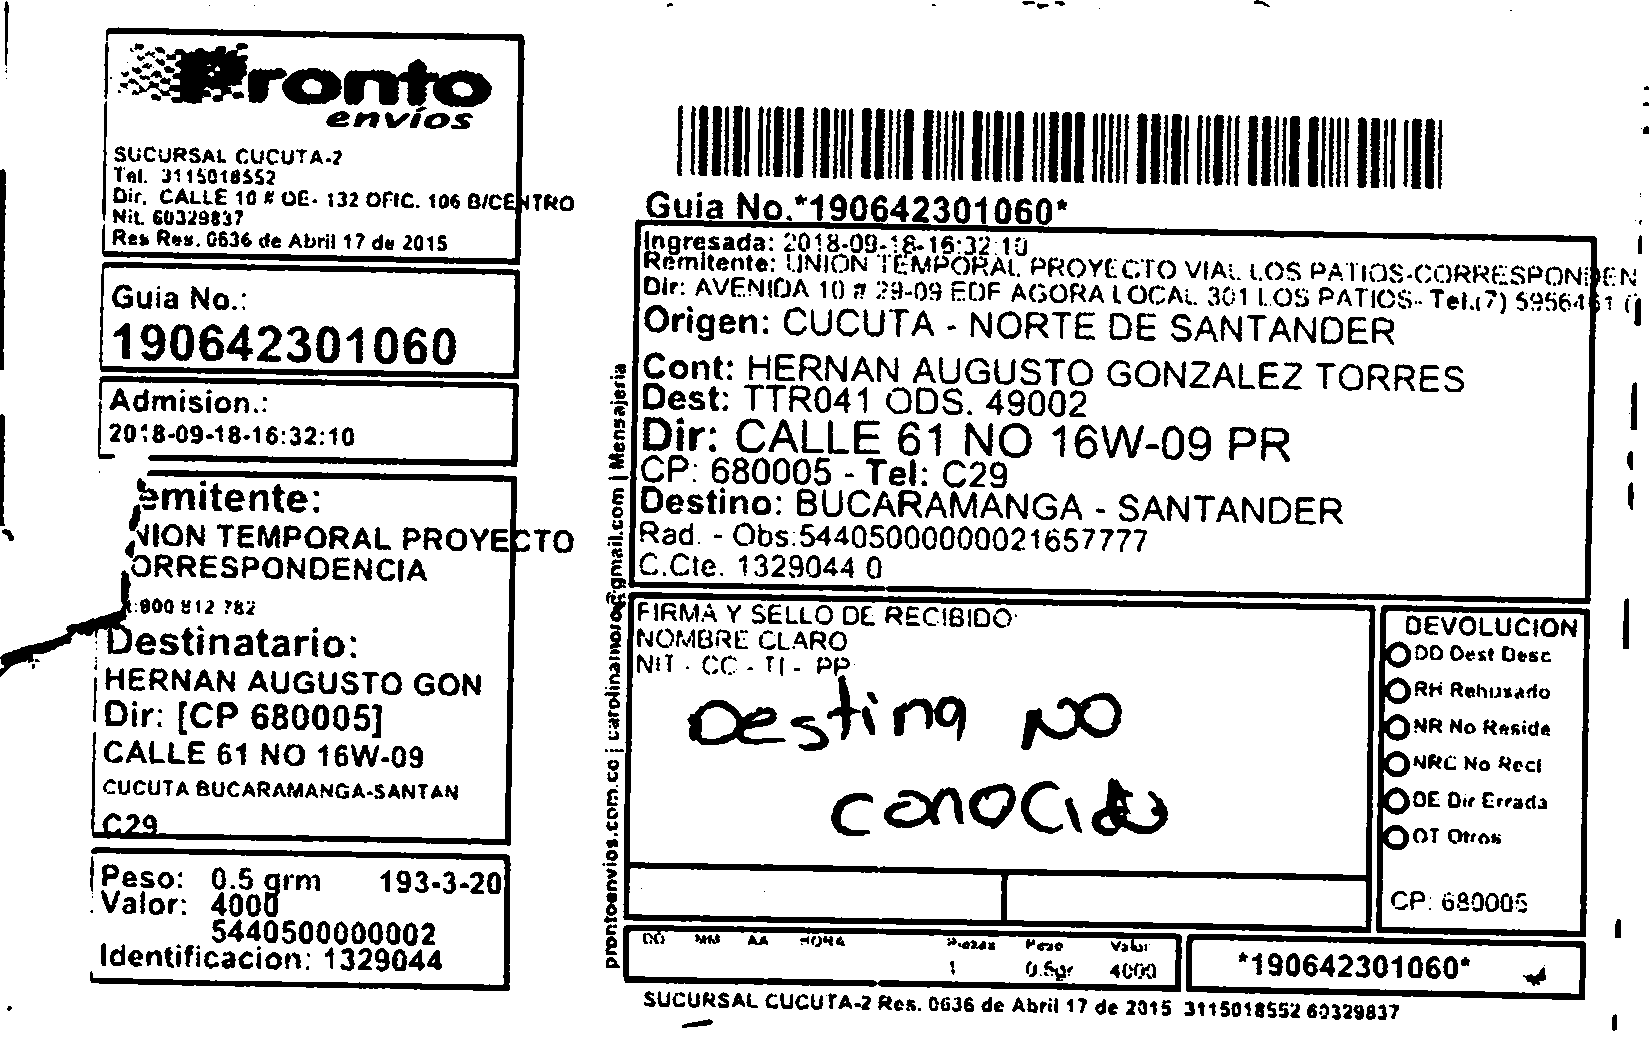 Pronto
envíos
SUCURSAL CUCUTA-2
Tel. 3115018552
Dir. CALLE 10 # OE- 132 OFIC. 106 B/CENTRO
Nit. 60329837
Res Res. 0636 de Abril 17 de 2015
Guia No.:
190642301060
Admision.:
2018-09-18-16:32:10
emitente:
NION TEMPORAL PROYECTO
ORRESPONDENCIA
Destinatario:
HERNAN AUGUSTO GON
Dir: [CP 680005]
CALLE 61 NO 16W-09
CUCUTA BUCARAMANGA-SANTAN
C29
Peso: 0.5 grm 193-3-20
Valor: 4000
5440500000002
Identificacion: 1329044
prontoenvios.com.co | @gmail.com | Mensajeria
Guia No.*190642301060*
Ingresada: 2018-09-18-16:32:10
Remitente: UNION TEMPORAL PROYECTO VIAL LOS PATIOS-CORRESPONDEN
Dir: AVENIDA 10 # 29-09 EDF AGORA LOCAL 301 LOS PATIOS- Tel.(7)
Origen: CUCUTA - NORTE DE SANTANDER
Cont: HERNAN AUGUSTO GONZALEZ TORRES
Dest: TTR041 ODS. 49002
Dir: CALLE 61 NO 16W-09 PR
CP: 680005 - Tel: C29
Destino: BUCARAMANGA - SANTANDER
Rad. - Obs:54405000000021657777
C.Cte. 1329044 0
FIRMA Y SELLO DE RECIBIDO
NOMBRE CLARO
NIT - CC - TI - PP
Destina NO
conocido
DEVOLUCION
DD Dest Desc
RH Rehusado
NR No Reside
NRC No Recl
DE Dir Errada
OT Otros
CP: 680005
DD MM AA HORA Piezas Peso Valor
1 0.5gr 4000
*190642301060*
SUCURSAL CUCUTA-2 Res. 0636 de Abril 17 de 2015 3115018552 60329837